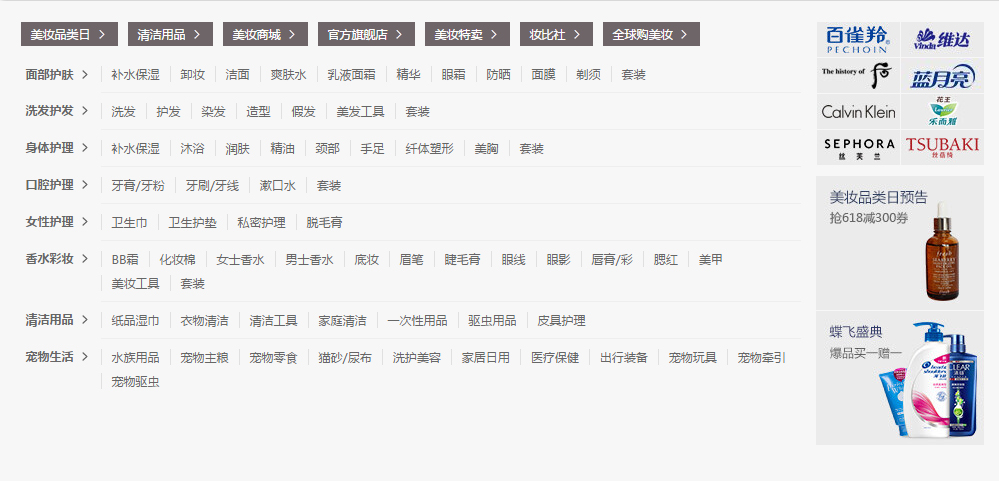 美妆品类日 > 清洁用品 > 美妆商城 > 官方旗舰店 > 美妆特卖 > 妆比社 > 全球购美妆 >
面部护肤 > 补水保湿 卸妆 洁面 爽肤水 乳液面霜 精华 眼霜 防晒 面膜 剃须 套装
洗发护发 > 洗发 护发 染发 造型 假发 美发工具 套装
身体护理 > 补水保湿 沐浴 润肤 精油 颈部 手足 纤体塑形 美胸 套装
口腔护理 > 牙膏/牙粉 牙刷/牙线 漱口水 套装
女性护理 > 卫生巾 卫生护垫 私密护理 脱毛膏
香水彩妆 > BB霜 化妆棉 女士香水 男士香水 底妆 眉笔 睫毛膏 眼线 眼影 唇膏/彩 腮红 美甲
美妆工具 套装
清洁用品 > 纸品湿巾 衣物清洁 清洁工具 家庭清洁 一次性用品 驱虫用品 皮具护理
宠物生活 > 水族用品 宠物主粮 宠物零食 猫砂/尿布 洗护美容 家居日用 医疗保健 出行装备 宠物玩具 宠物牵引
宠物驱虫
百雀羚
PECHOIN
Vinda 维达
The history of 后
蓝月亮
Calvin Klein
花王
Laurier
乐而雅
SEPHORA
丝芙兰
TSUBAKI
丝蓓绮
美妆品类日预告
抢618减300券
fresh
蝶飞盛典
爆品买一赠一
head & shoulders
CLEAR
清扬